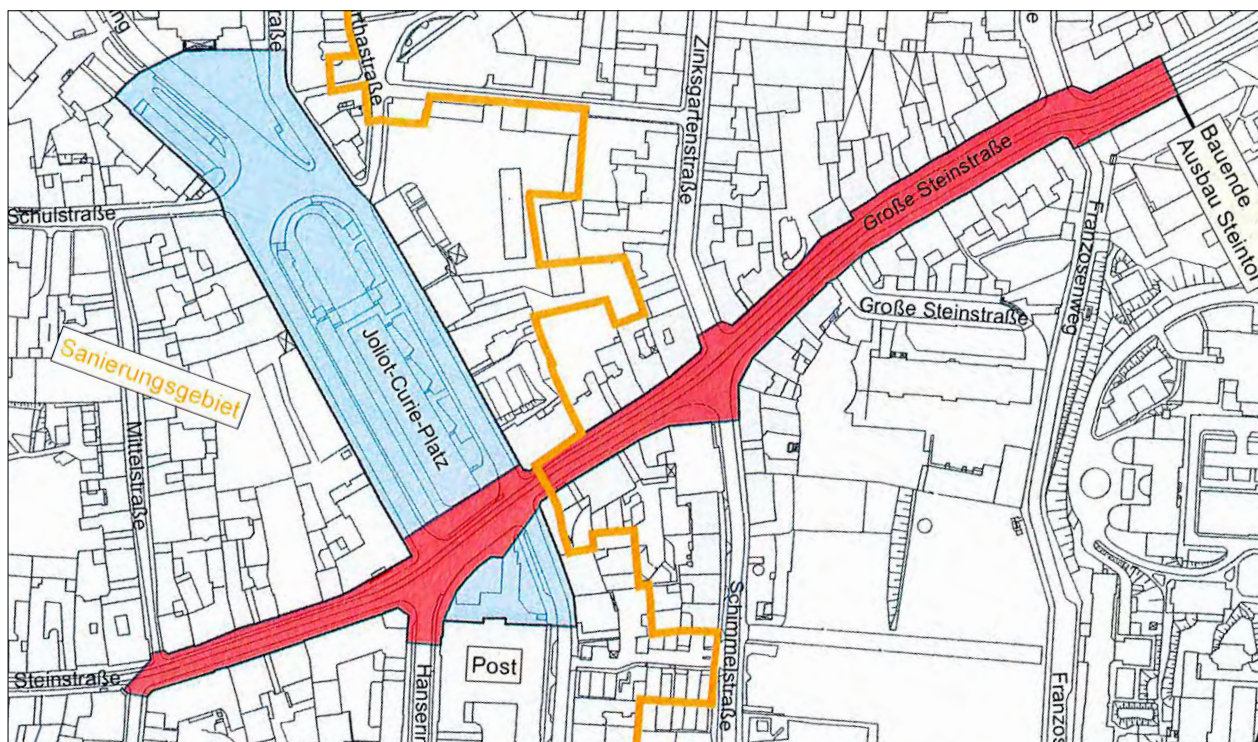 Zinksgartenstraße
Schulstraße
Große Steinstraße
Bauende
Ausbau Steintor
Franzosenweg
Große Steinstraße
Joliot-Curie-Platz
Sanierungsgebiet
Mittelstraße
Schimmelstraße
Steinstraße
Post